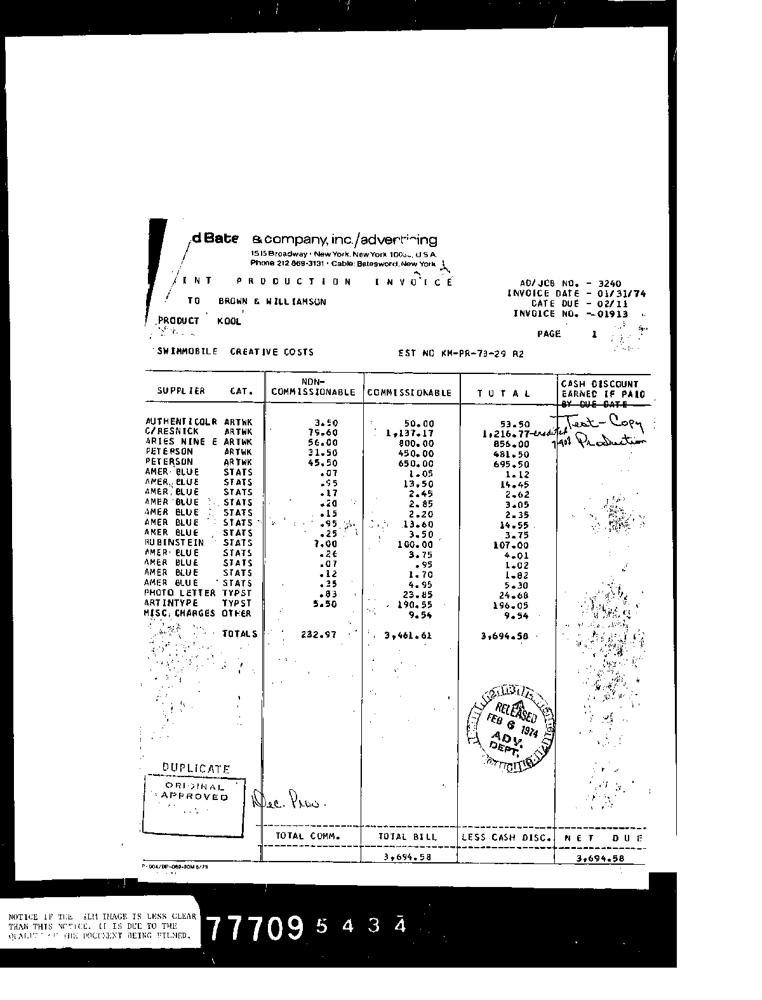 d Bate & company, inc./advertising
1515 Broadway · New York, New York U.S.A.
Phone 212 869-3131 · Cable: Batesword, New York
INT PRODUCTION INVOICE
AD/JOB NO. - 3240
INVOICE DATE - 01/31/74
TO BROWN & WILLIAMSON
DATE DUE - 02/11
INVOICE NO. - 01913
PRODUCT KOOL
PAGE 1
SWIMMOBILE CREATIVE COSTS EST NO KM-PR-73-29 R2
SUPPLIER CAT. NON-COMMISSIONABLE COMMISSIONABLE TOTAL CASH DISCOUNT EARNED IF PAID BY DUE DATE
AUTHENTICOLR ARTWK 3.50 50.00 53.50 Test-Copy
C/RESNICK ARTWK 79.60 1,137.17 1,216.77
ARIES NINE E ARTWK 56.00 800.00 856.00 Production
PETERSON ARTWK 31.50 450.00 481.50
PETERSON ARTWK 45.50 650.00 695.50
AMER BLUE STATS .07 1.05 1.12
AMER BLUE STATS .95 13.50 14.45
AMER BLUE STATS .17 2.45 2.62
AMER BLUE STATS .20 2.85 3.05
AMER BLUE STATS .15 2.20 2.35
AMER BLUE STATS .95 13.60 14.55
AMER BLUE STATS .25 3.50 3.75
RUBINSTEIN STATS 7.00 100.00 107.00
AMER BLUE STATS .26 3.75 4.01
AMER BLUE STATS .07 .95 1.02
AMER BLUE STATS .12 1.70 1.82
AMER BLUE STATS .35 4.95 5.30
PHOTO LETTER TYPST .83 23.85 24.68
ARTINTYPE TYPST 5.50 190.55 196.05
MISC. CHARGES OTHER 9.54 9.54
TOTALS 232.97 3,461.61 3,694.58
RELEASED
FEB 6 1974
ADV.
DEPT.
DUPLICATE
ORIGINAL
APPROVED
Dec. Prov.
TOTAL COMM. TOTAL BILL LESS CASH DISC. NET DUE
3,694.58 3,694.58
NOTICE IF THE FILM IMAGE IS LESS CLEAR
THAN THIS NOTICE, IT IS DUE TO THE
QUALITY OF THE DOCUMENT BEING FILMED.
77709 5434